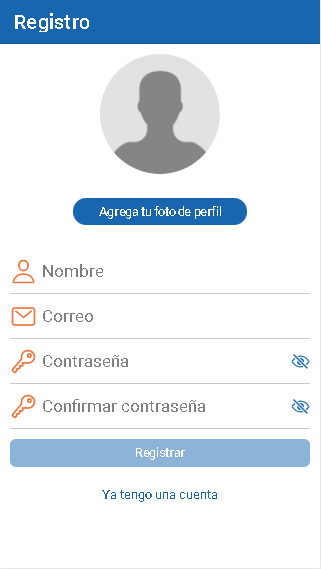 Registro
Agrega tu foto de perfil
Nombre
Correo
Contraseña
Confirmar contraseña
Registrar
Ya tengo una cuenta